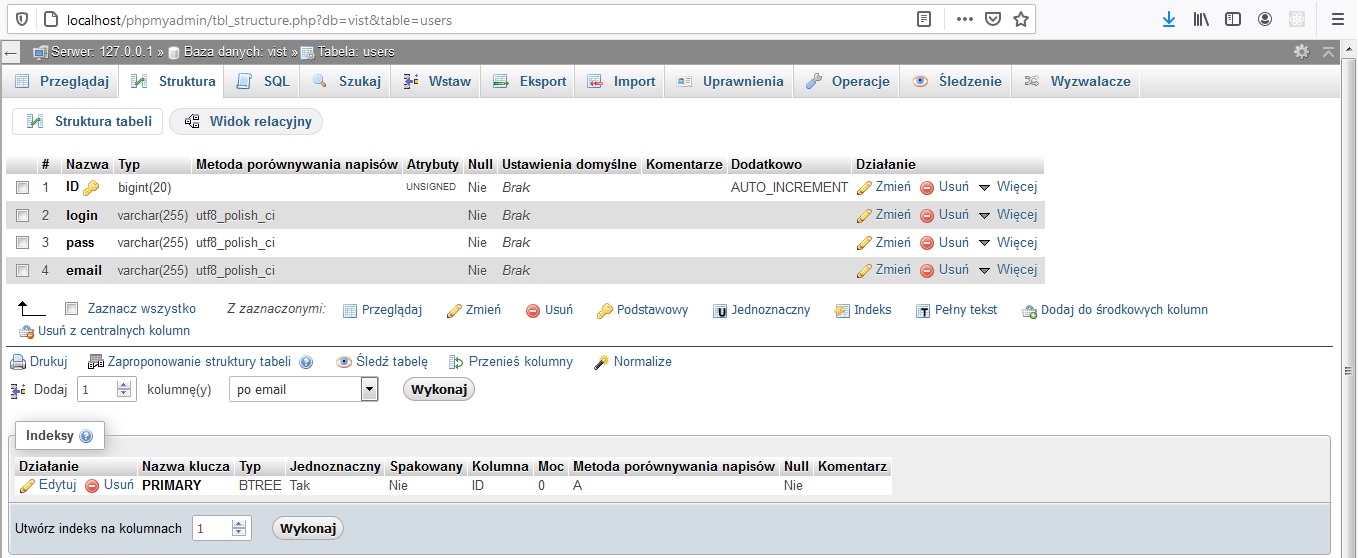 localhost/phpmyadmin/tbl_structure.php?db=vist&table=users
Serwer: 127.0.0.1 » Baza danych: vist » Tabela: users
Przeglądaj Struktura SQL Szukaj Wstaw Eksport Import Uprawnienia Operacje Śledzenie Wyzwalacze
Struktura tabeli Widok relacyjny
# Nazwa Typ Metoda porównywania napisów Atrybuty Null Ustawienia domyślne Komentarze Dodatkowo Działanie
1 ID bigint(20) UNSIGNED Nie Brak AUTO_INCREMENT Zmień Usuń Więcej
2 login varchar(255) utf8_polish_ci Nie Brak Zmień Usuń Więcej
3 pass varchar(255) utf8_polish_ci Nie Brak Zmień Usuń Więcej
4 email varchar(255) utf8_polish_ci Nie Brak Zmień Usuń Więcej
Zaznacz wszystko Z zaznaczonymi: Przeglądaj Zmień Usuń Podstawowy Jednoznaczny Indeks Pełny tekst Dodaj do środkowych kolumn
Usuń z centralnych kolumn
Drukuj Zaproponowanie struktury tabeli Śledź tabelę Przenieś kolumny Normalize
Dodaj 1 kolumnę(y) po email Wykonaj
Indeksy
Działanie Nazwa klucza Typ Jednoznaczny Spakowany Kolumna Moc Metoda porównywania napisów Null Komentarz
Edytuj Usuń PRIMARY BTREE Tak Nie ID 0 A Nie
Utwórz indeks na kolumnach 1 Wykonaj